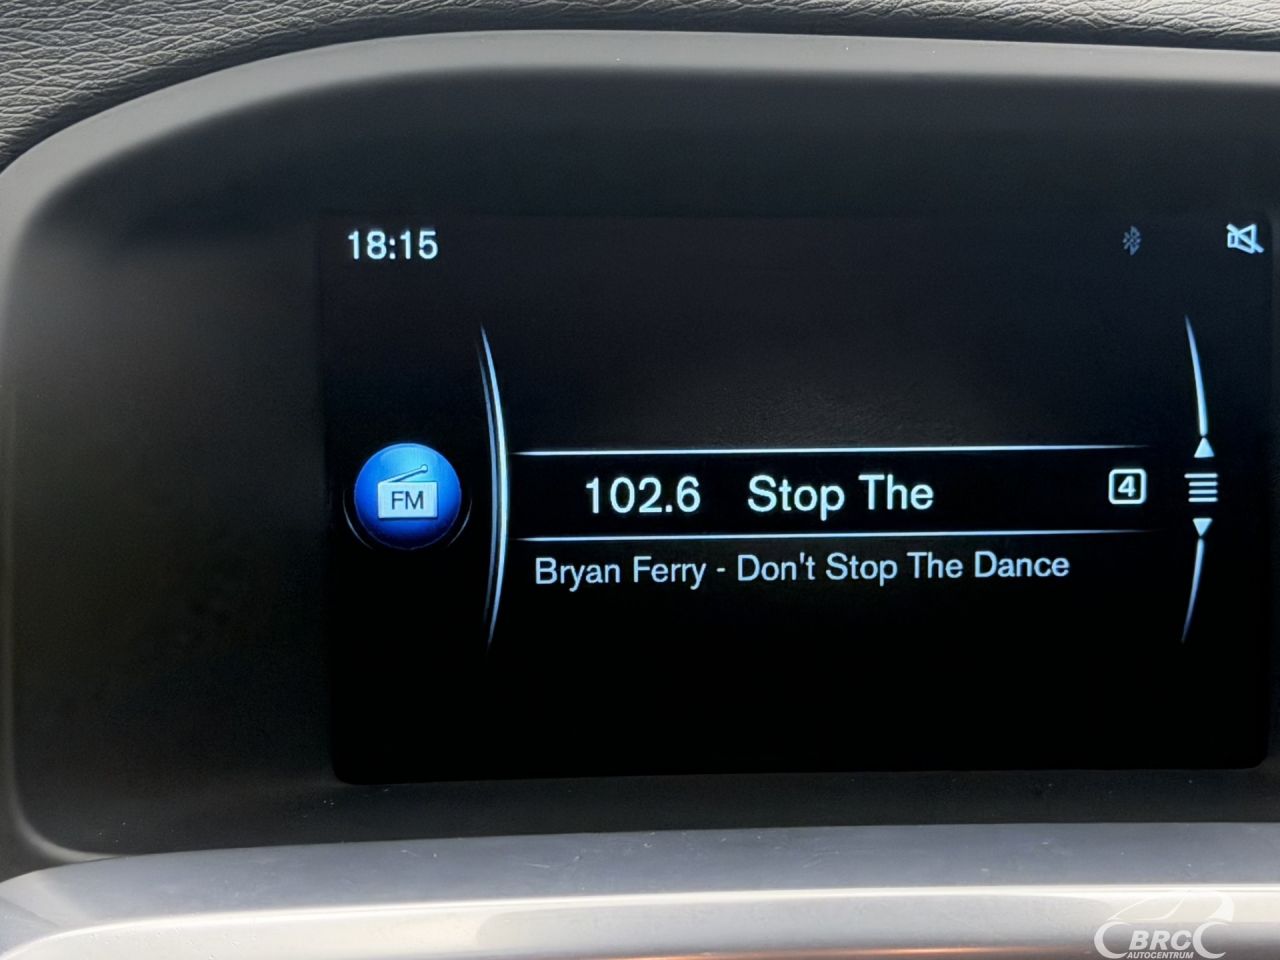 18:15
FM
102.6 Stop The 4
Bryan Ferry - Don't Stop The Dance
BRC
AUTOCENTRUM